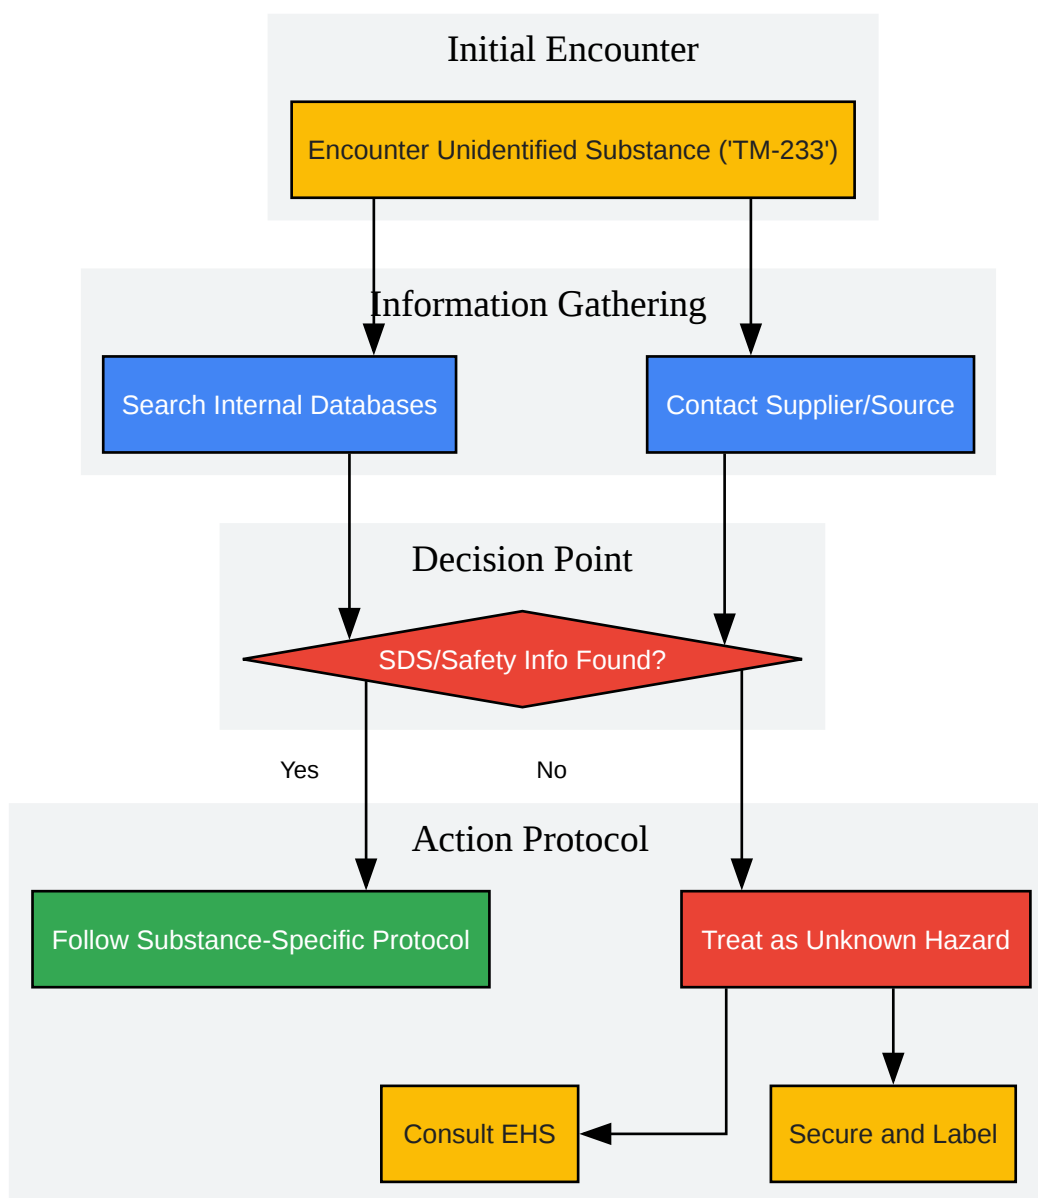 Initial Encounter
Encounter Unidentified Substance ('TM-233')
Information Gathering
Search Internal Databases
Contact Supplier/Source
Decision Point
SDS/Safety Info Found?
Yes
No
Action Protocol
Follow Substance-Specific Protocol
Treat as Unknown Hazard
Consult EHS
Secure and Label